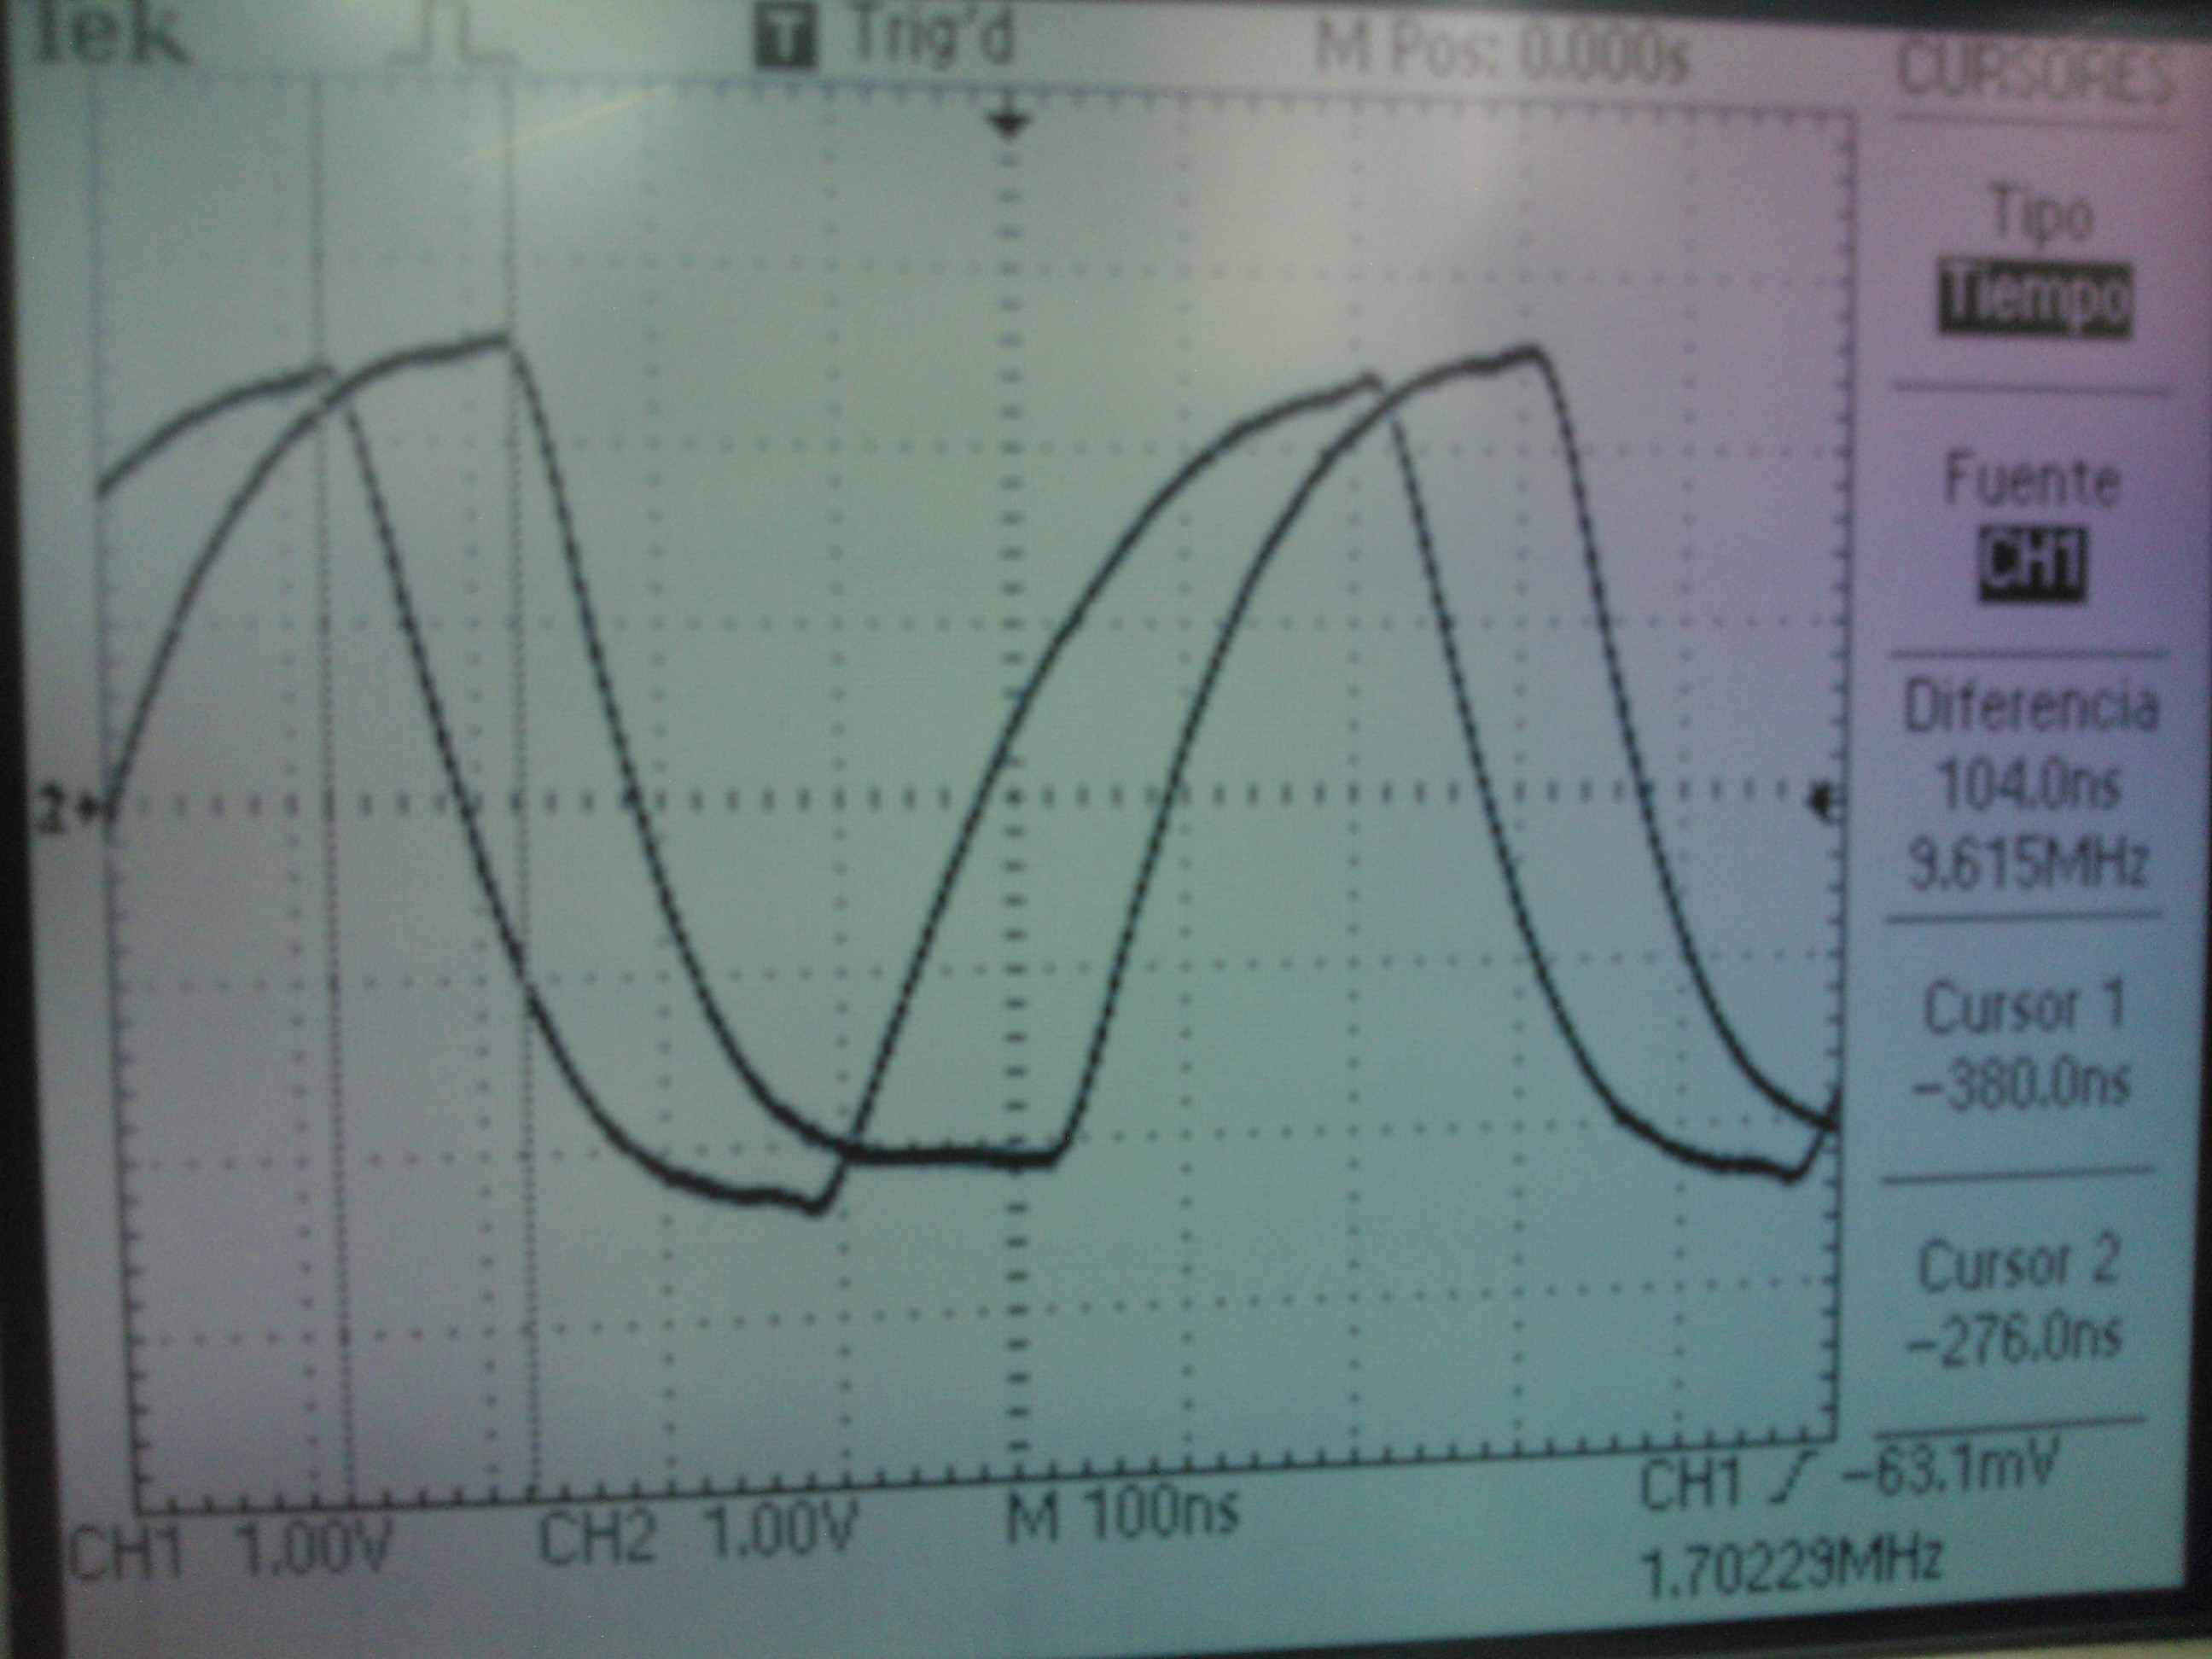 Tek T Trig'd M Pos: 0.000s CURSORES
Tipo
Tiempo
Fuente
CH1
Diferencia
104.0ns
9.615MHz
2
Cursor 1
-380.0ns
Cursor 2
-276.0ns
CH1 1.00V CH2 1.00V M 100ns CH1 -63.1mV
1.70229MHz